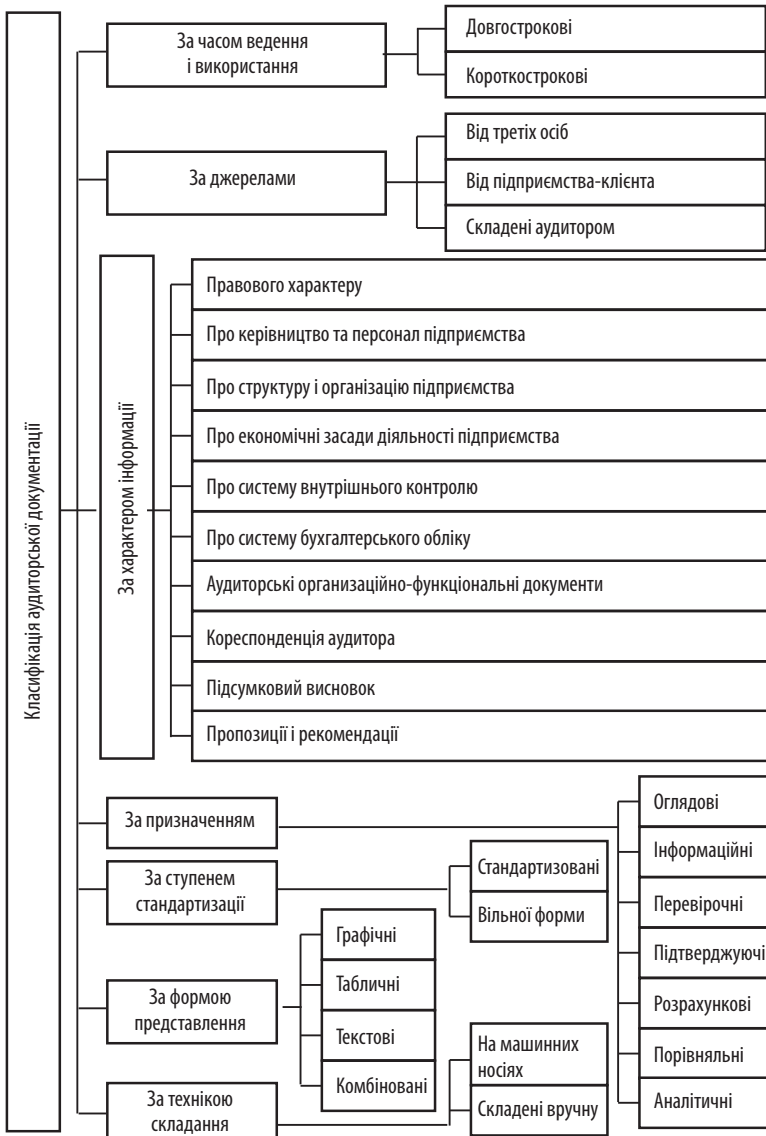 Класифікація аудиторської документації
За часом ведення
і використання
Довгострокові
Короткострокові
За джерелами
Від третіх осіб
Від підприємства-клієнта
Складені аудитором
За характером інформації
Правового характеру
Про керівництво та персонал підприємства
Про структуру і організацію підприємства
Про економічні засади діяльності підприємства
Про систему внутрішнього контролю
Про систему бухгалтерського обліку
Аудиторські організаційно-функціональні документи
Кореспонденція аудитора
Підсумковий висновок
Пропозиції і рекомендації
За призначенням
Оглядові
Інформаційні
Перевірочні
Підтверджуючі
Розрахункові
Порівняльні
Аналітичні
За ступенем
стандартизації
Стандартизовані
Вільної форми
За формою
представлення
Графічні
Табличні
Текстові
Комбіновані
За технікою
складання
На машинних
носіях
Складені вручну